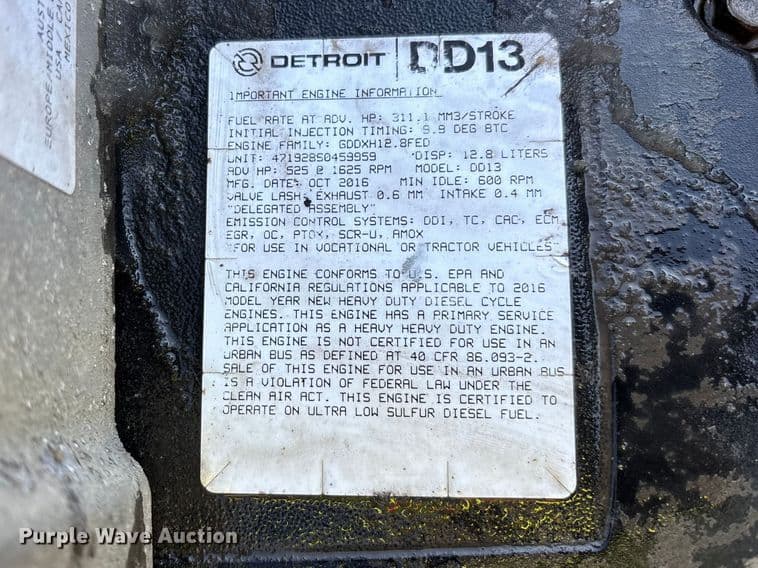 AUST
EUROPE/MIDDLE
USA / CA
MEXICO
DETROIT DD13
IMPORTANT ENGINE INFORMATION
FUEL RATE AT ADV. HP: 311.1 MM3/STROKE
INITIAL INJECTION TIMING: 9.9 DEG BTC
ENGINE FAMILY: GDDXH12.8FED
UNIT: 471928S0459959 DISP: 12.8 LITERS
ADV HP: 525 @ 1625 RPM MODEL: DD13
MFG. DATE: OCT 2016 MIN IDLE: 600 RPM
VALVE LASH: EXHAUST 0.6 MM INTAKE 0.4 MM
"DELEGATED ASSEMBLY"
EMISSION CONTROL SYSTEMS: DDI, TC, CAC, ECM
EGR, OC, PTOX, SCR-U, AMOX
"FOR USE IN VOCATIONAL OR TRACTOR VEHICLES"
THIS ENGINE CONFORMS TO U.S. EPA AND
CALIFORNIA REGULATIONS APPLICABLE TO 2016
MODEL YEAR NEW HEAVY DUTY DIESEL CYCLE
ENGINES. THIS ENGINE HAS A PRIMARY SERVICE
APPLICATION AS A HEAVY HEAVY DUTY ENGINE.
THIS ENGINE IS NOT CERTIFIED FOR USE IN AN
URBAN BUS AS DEFINED AT 40 CFR 86.093-2.
SALE OF THIS ENGINE FOR USE IN AN URBAN BUS
IS A VIOLATION OF FEDERAL LAW UNDER THE
CLEAN AIR ACT. THIS ENGINE IS CERTIFIED TO
OPERATE ON ULTRA LOW SULFUR DIESEL FUEL.
Purple Wave Auction